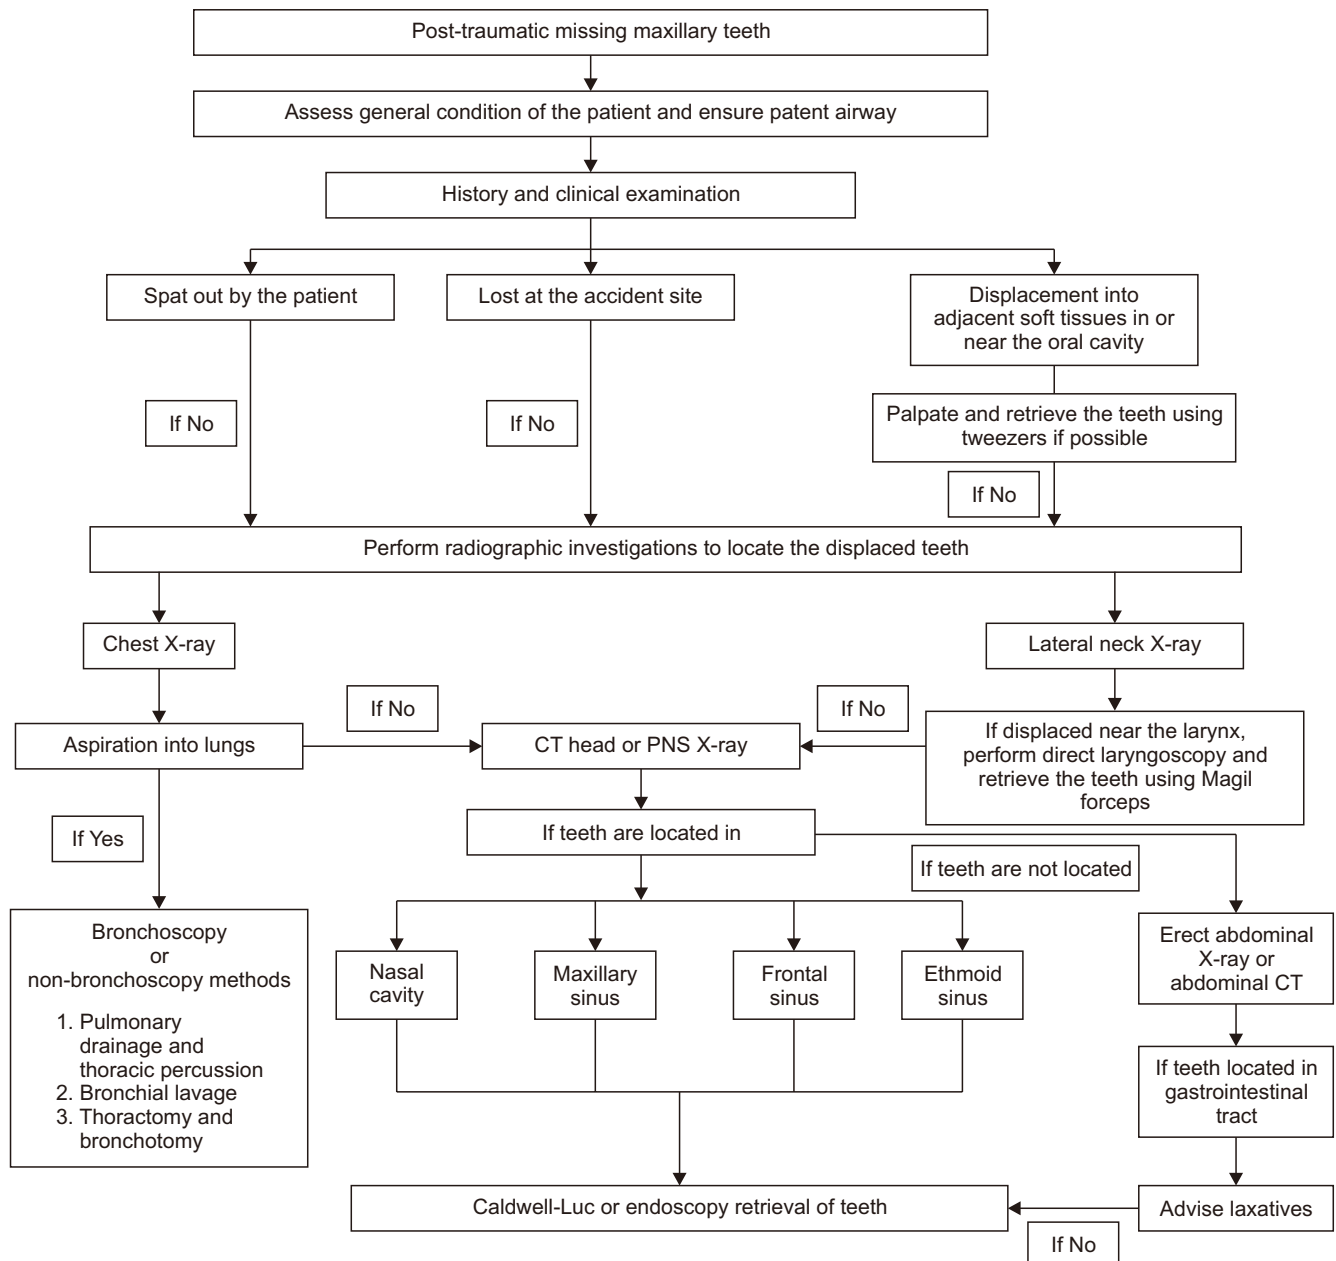 Post-traumatic missing maxillary teeth
Assess general condition of the patient and ensure patent airway
History and clinical examination
Spat out by the patient
Lost at the accident site
Displacement into
adjacent soft tissues in or
near the oral cavity
If No
If No
Palpate and retrieve the teeth using
tweezers if possible
If No
Perform radiographic investigations to locate the displaced teeth
Chest X-ray
Lateral neck X-ray
If No
If No
Aspiration into lungs
CT head or PNS X-ray
If displaced near the larynx,
perform direct laryngoscopy and
retrieve the teeth using Magil
forceps
If Yes
If teeth are located in
If teeth are not located
Bronchoscopy
or
non-bronchoscopy methods
1. Pulmonary
drainage and
thoracic percussion
2. Bronchial lavage
3. Thoractomy and
bronchotomy
Nasal
cavity
Maxillary
sinus
Frontal
sinus
Ethmoid
sinus
Erect abdominal
X-ray or
abdominal CT
If teeth located in
gastrointestinal
tract
Caldwell-Luc or endoscopy retrieval of teeth
Advise laxatives
If No